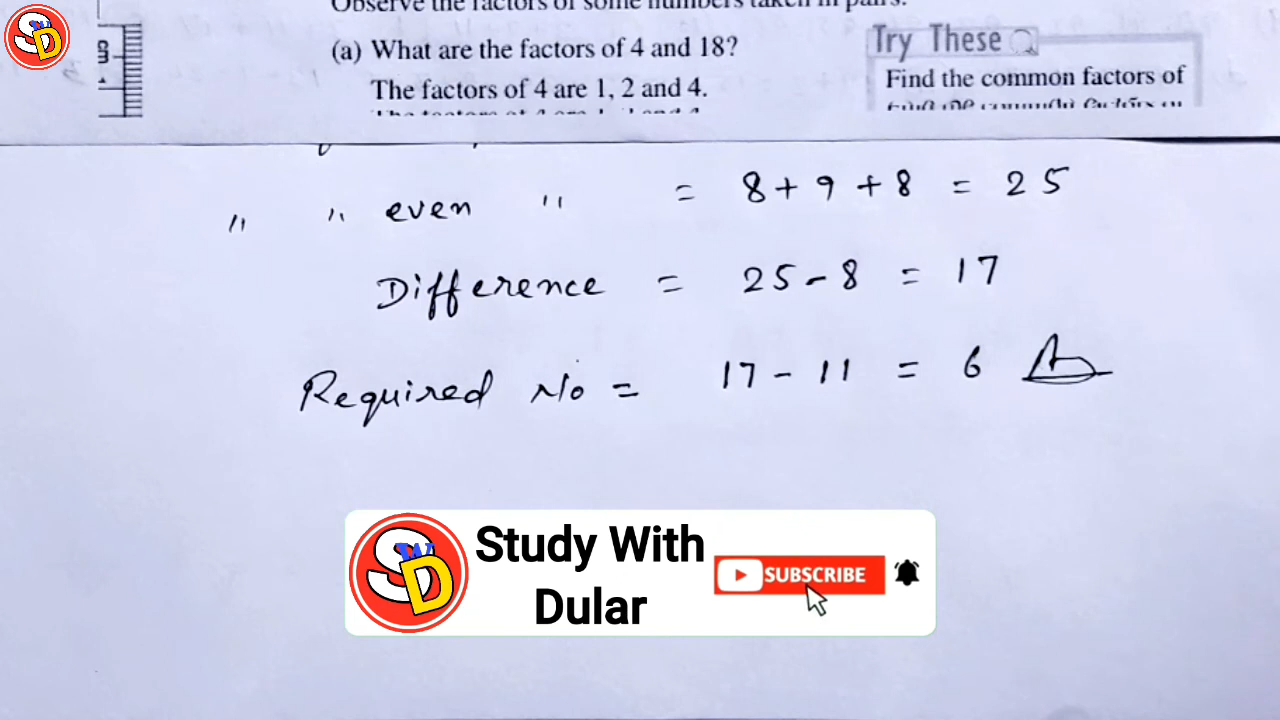 Observe the factors of some numbers taken in pairs.
(a) What are the factors of 4 and 18?
The factors of 4 are 1, 2 and 4.
Try These
Find the common factors of
" " even " = 8 + 9 + 8 = 25
Difference = 25 - 8 = 17
Required No = 17 - 11 = 6
Study With
Dular
SUBSCRIBE
SWD
SWD